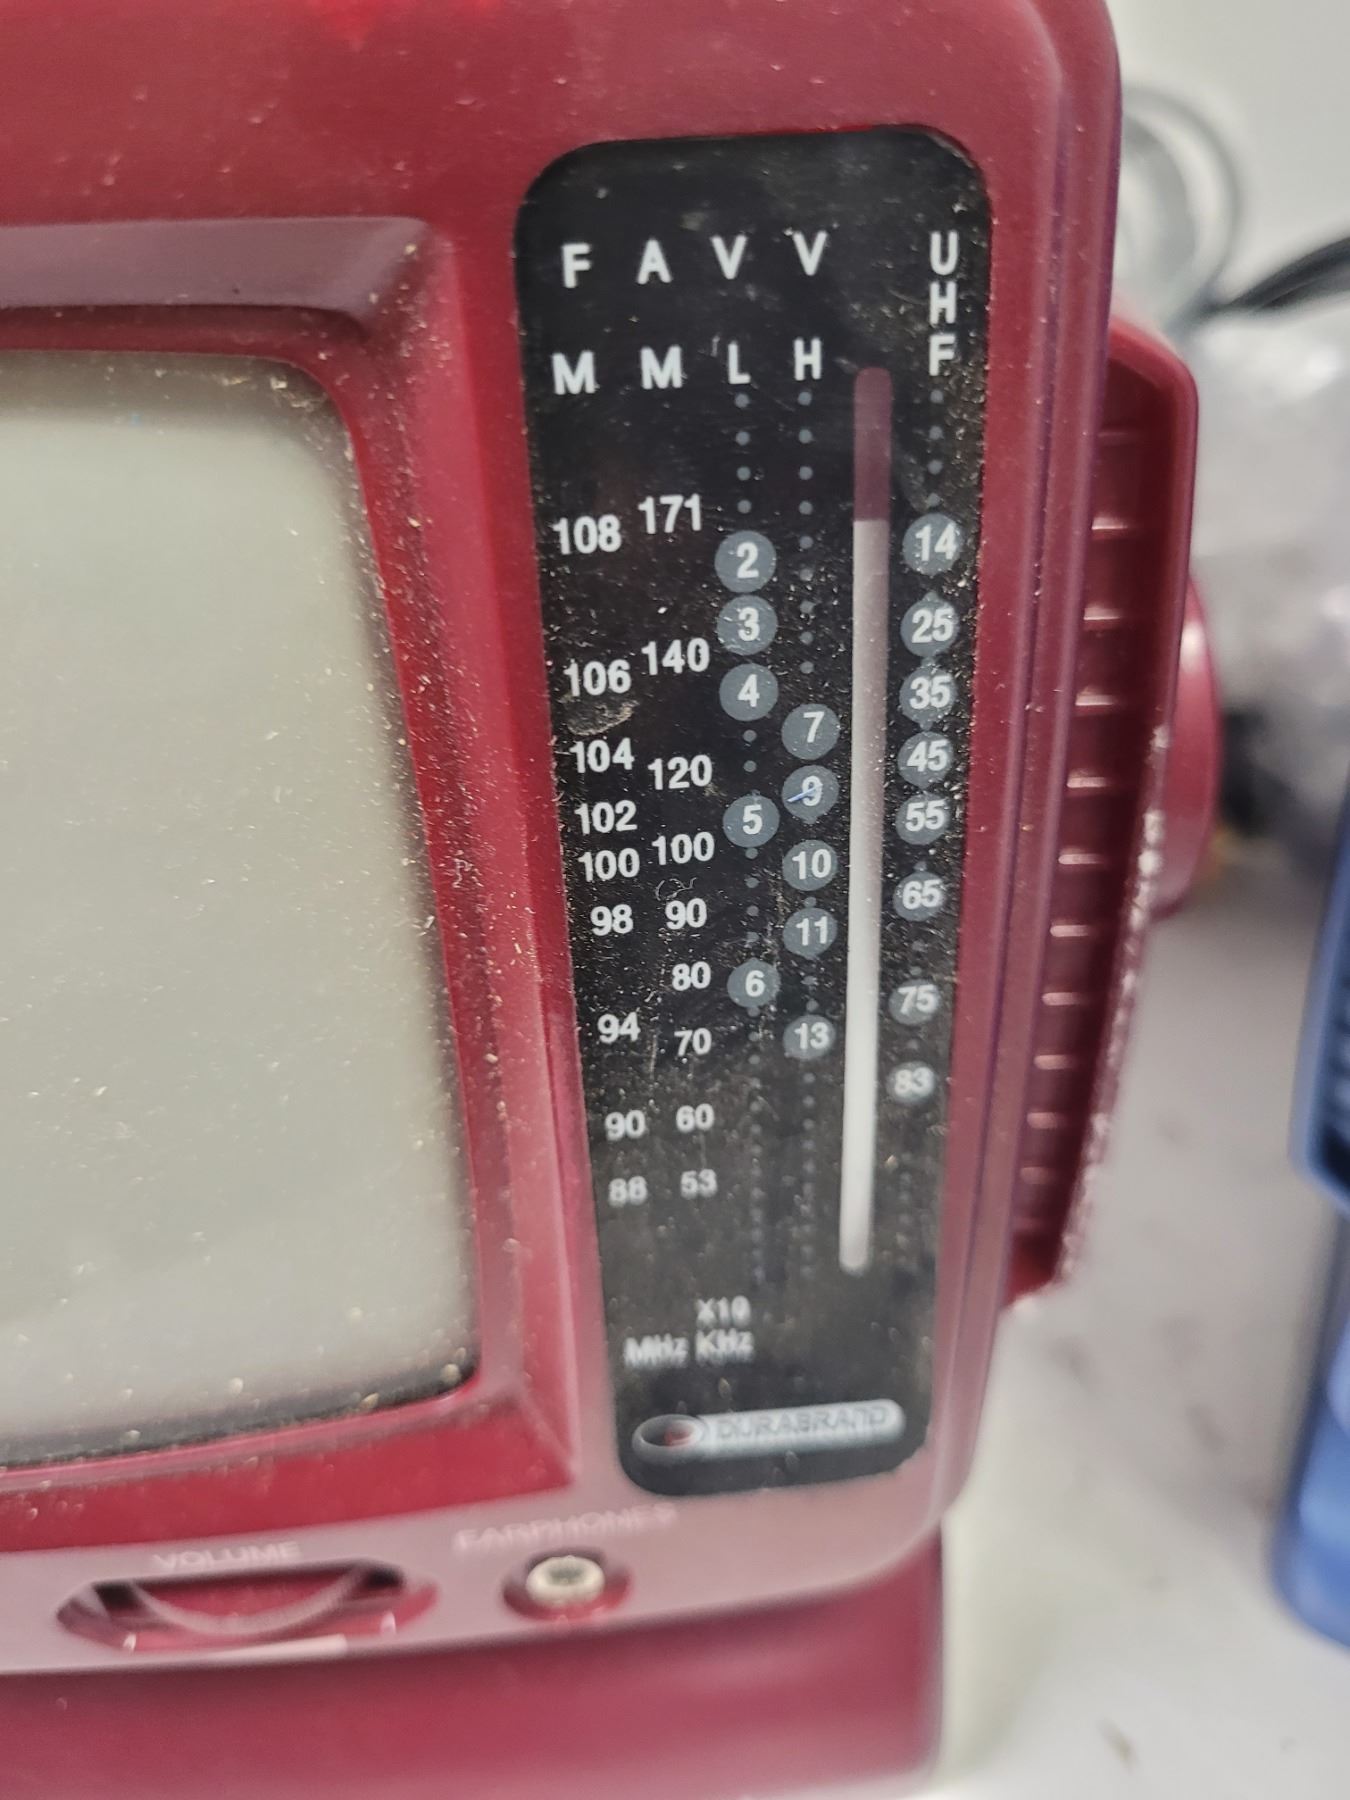 F A V V UHF
M M L H
108 171
2 14
3 25
106 140 4 35
7
104 120 9 45
102 5 55
100 100 10
65
98 90 11
80 6 75
94 70 13
83
90 60
88 53
X10
MHz KHz
DURABRAND
VOLUME EARPHONES